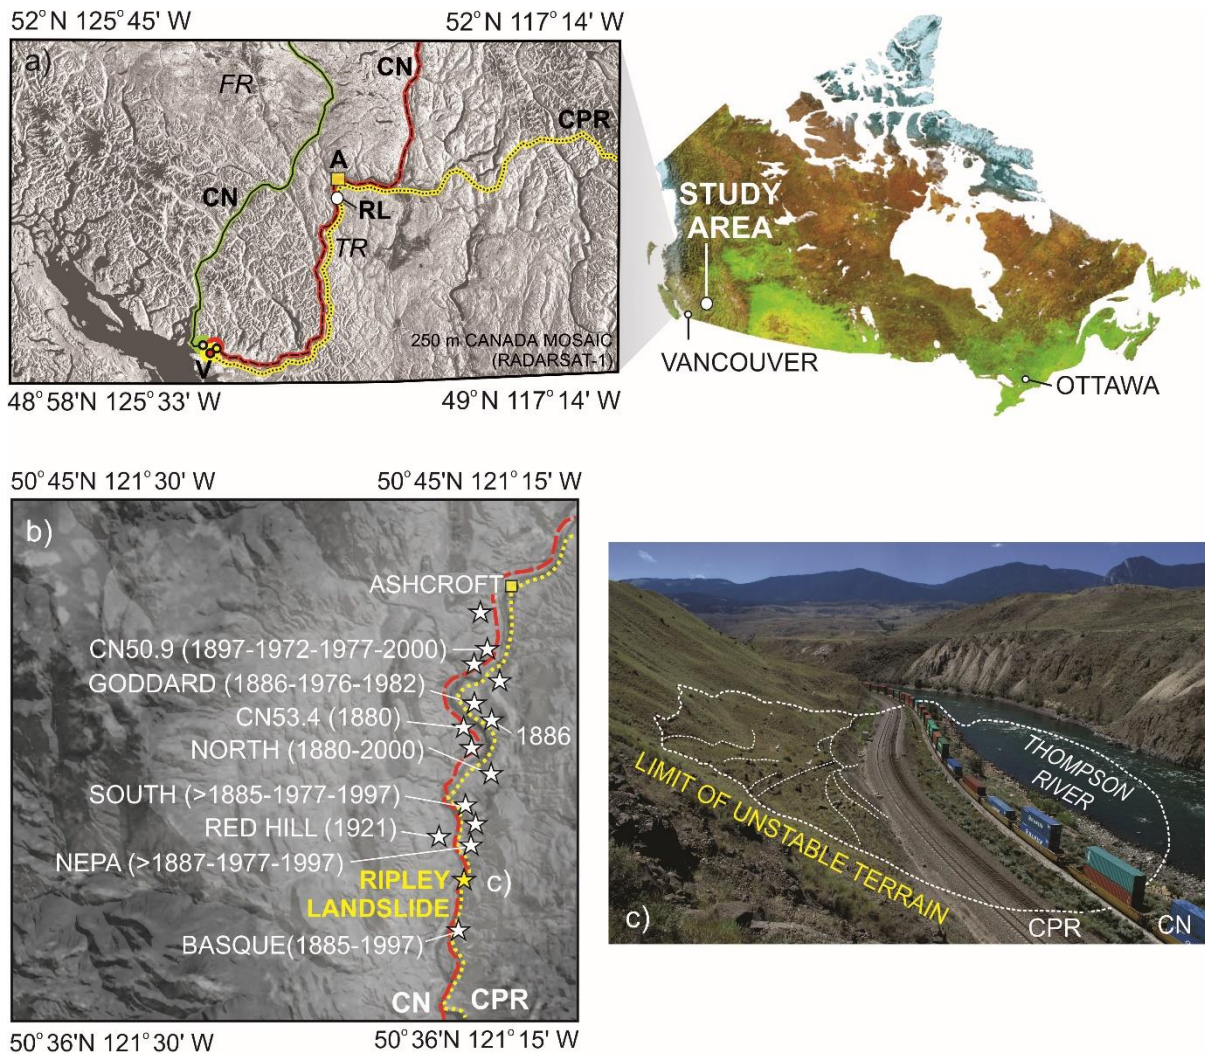 52° N 125° 45' W
52° N 117° 14' W
a)
FR
CN
CPR
A
CN
RL
TR
V
250 m CANADA MOSAIC
(RADARSAT-1)
48° 58'N 125° 33' W
49° N 117° 14' W
STUDY
AREA
VANCOUVER
OTTAWA
50° 45'N 121° 30' W
50° 45'N 121° 15' W
b)
ASHCROFT
CN50.9 (1897-1972-1977-2000)
GODDARD (1886-1976-1982)
CN53.4 (1880)
1886
NORTH (1880-2000)
SOUTH (>1885-1977-1997)
RED HILL (1921)
NEPA (>1887-1977-1997)
RIPLEY
LANDSLIDE
c)
BASQUE(1885-1997)
CN
CPR
50° 36'N 121° 30' W
50° 36'N 121° 15' W
THOMPSON
RIVER
LIMIT OF UNSTABLE TERRAIN
c)
CPR
CN